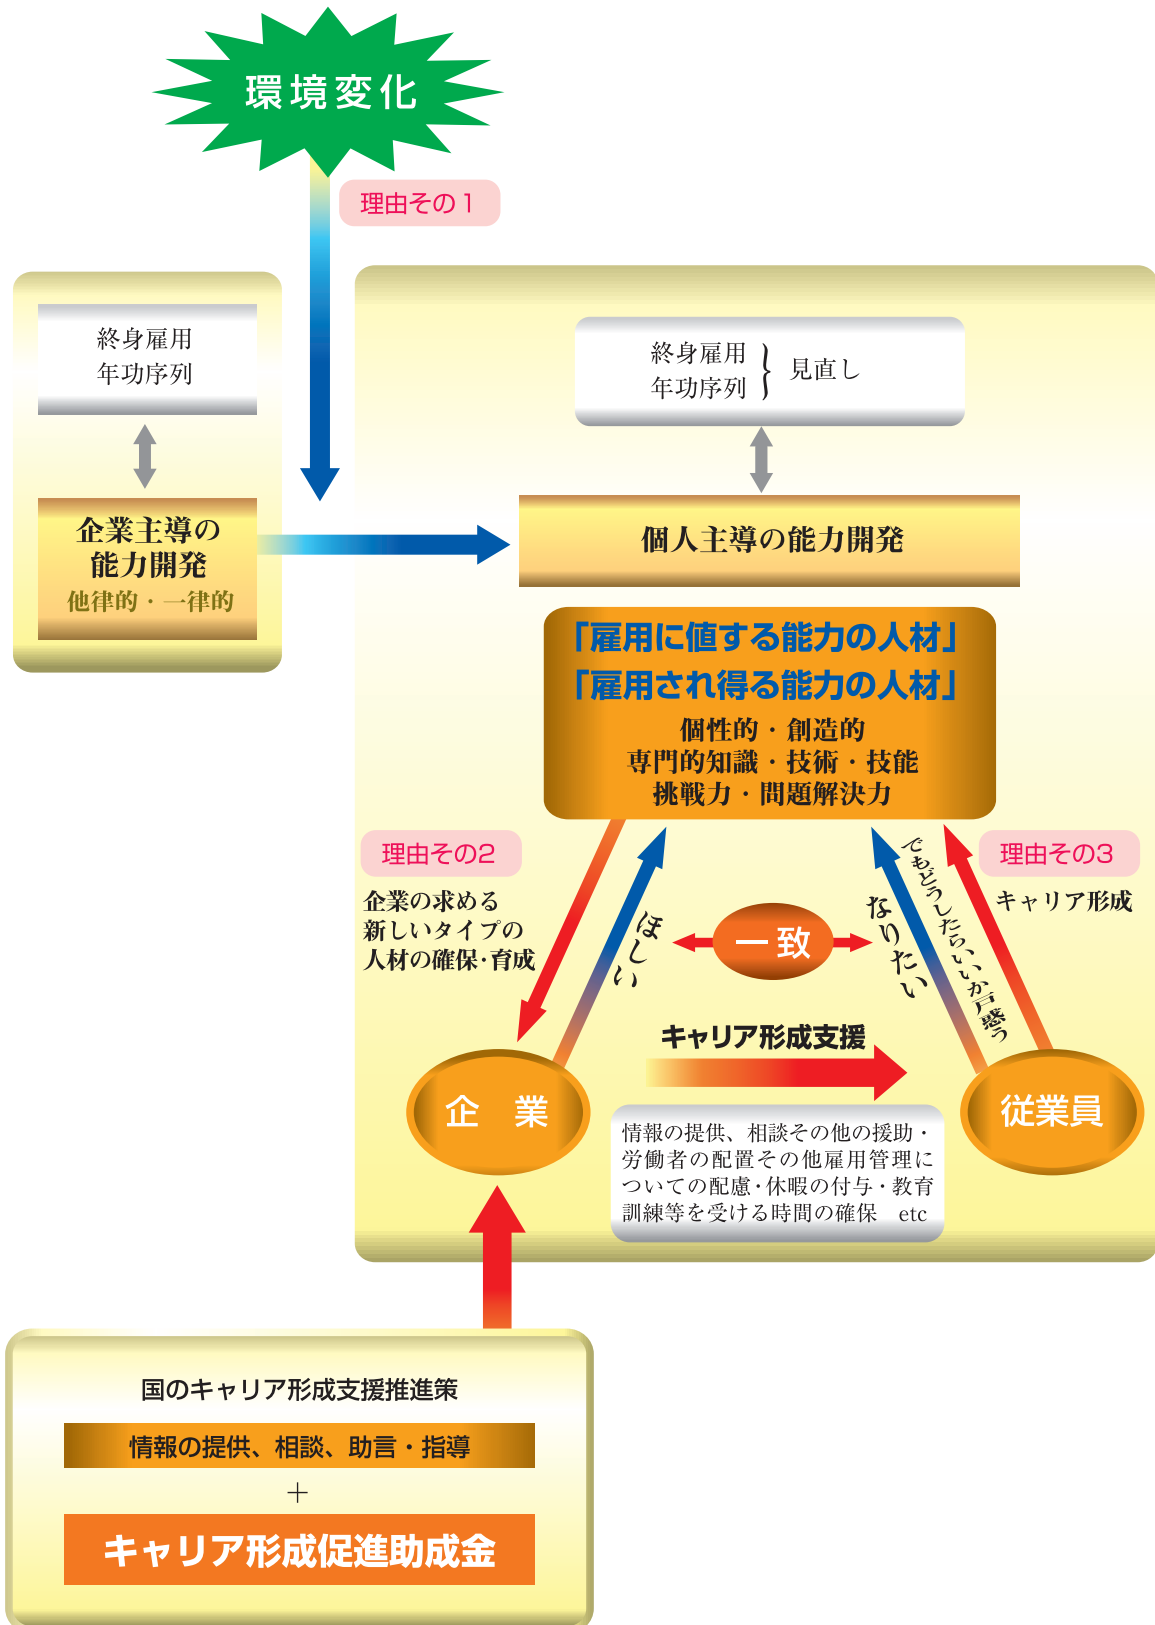 環境変化
理由その1
終身雇用
年功序列
企業主導の
能力開発
他律的・一律的
終身雇用
年功序列
見直し
個人主導の能力開発
「雇用に値する能力の人材」
「雇用され得る能力の人材」
個性的・創造的
専門的知識・技術・技能
挑戦力・問題解決力
理由その2
企業の求める
新しいタイプの
人材の確保・育成
ほしい
一致
なりたい
でもどうしたらいいか戸惑う
理由その3
キャリア形成
キャリア形成支援
企 業
従業員
情報の提供、相談その他の援助・
労働者の配置その他雇用管理に
ついての配慮・休暇の付与・教育
訓練等を受ける時間の確保 etc
国のキャリア形成支援推進策
情報の提供、相談、助言・指導
＋
キャリア形成促進助成金